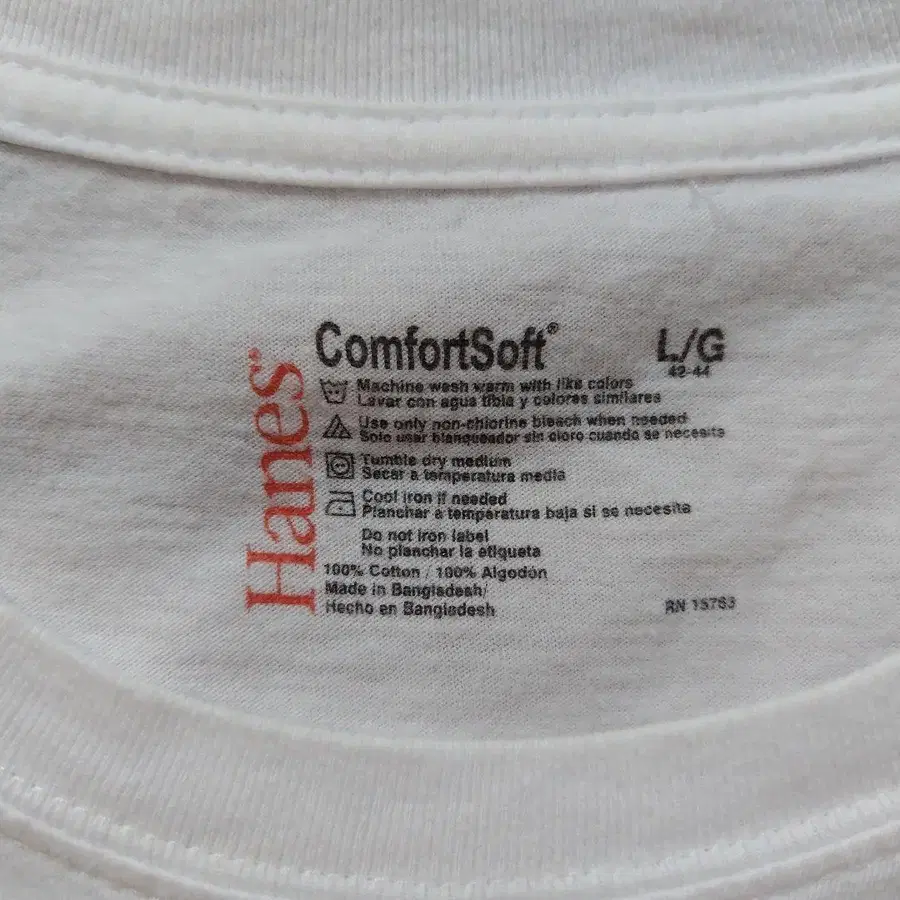 Hanes
ComfortSoft®
L/G
42-44
Machine wash warm with like colors
Lavar con agua tibia y colores similares
Use only non-chlorine bleach when needed
Solo usar blanqueador sin cloro cuando se necesita
Tumble dry medium
Secar a temperatura media
Cool iron if needed
Planchar a temperatura baja si se necesita
Do not iron label
No planchar la etiqueta
100% Cotton / 100% Algodón
Made in Bangladesh/
Hecho en Bangladesh
RN 15763